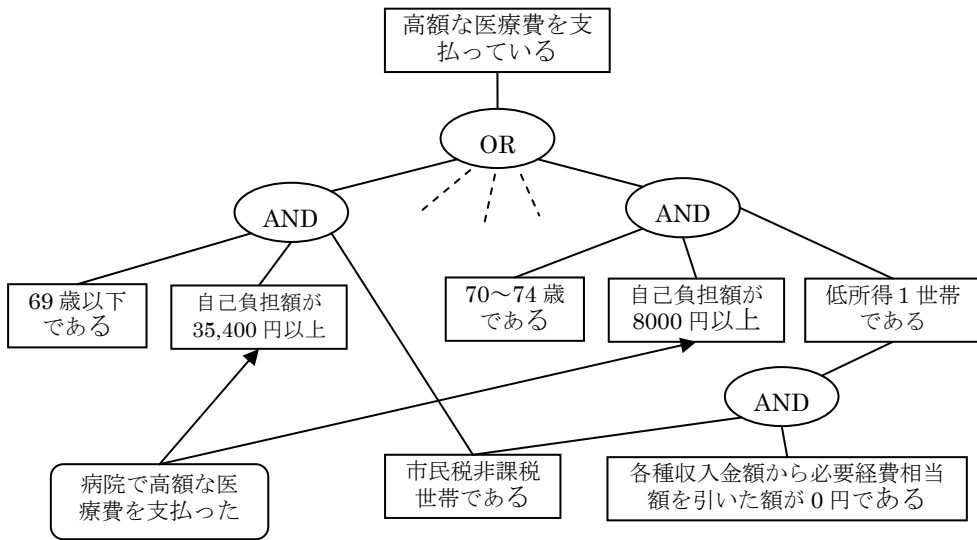 高額な医療費を支
払っている
OR
AND
AND
69 歳以下
である
自己負担額が
35,400 円以上
70～74 歳
である
自己負担額が
8000 円以上
低所得 1 世帯
である
AND
病院で高額な医
療費を支払った
市民税非課税
世帯である
各種収入金額から必要経費相当
額を引いた額が 0 円である